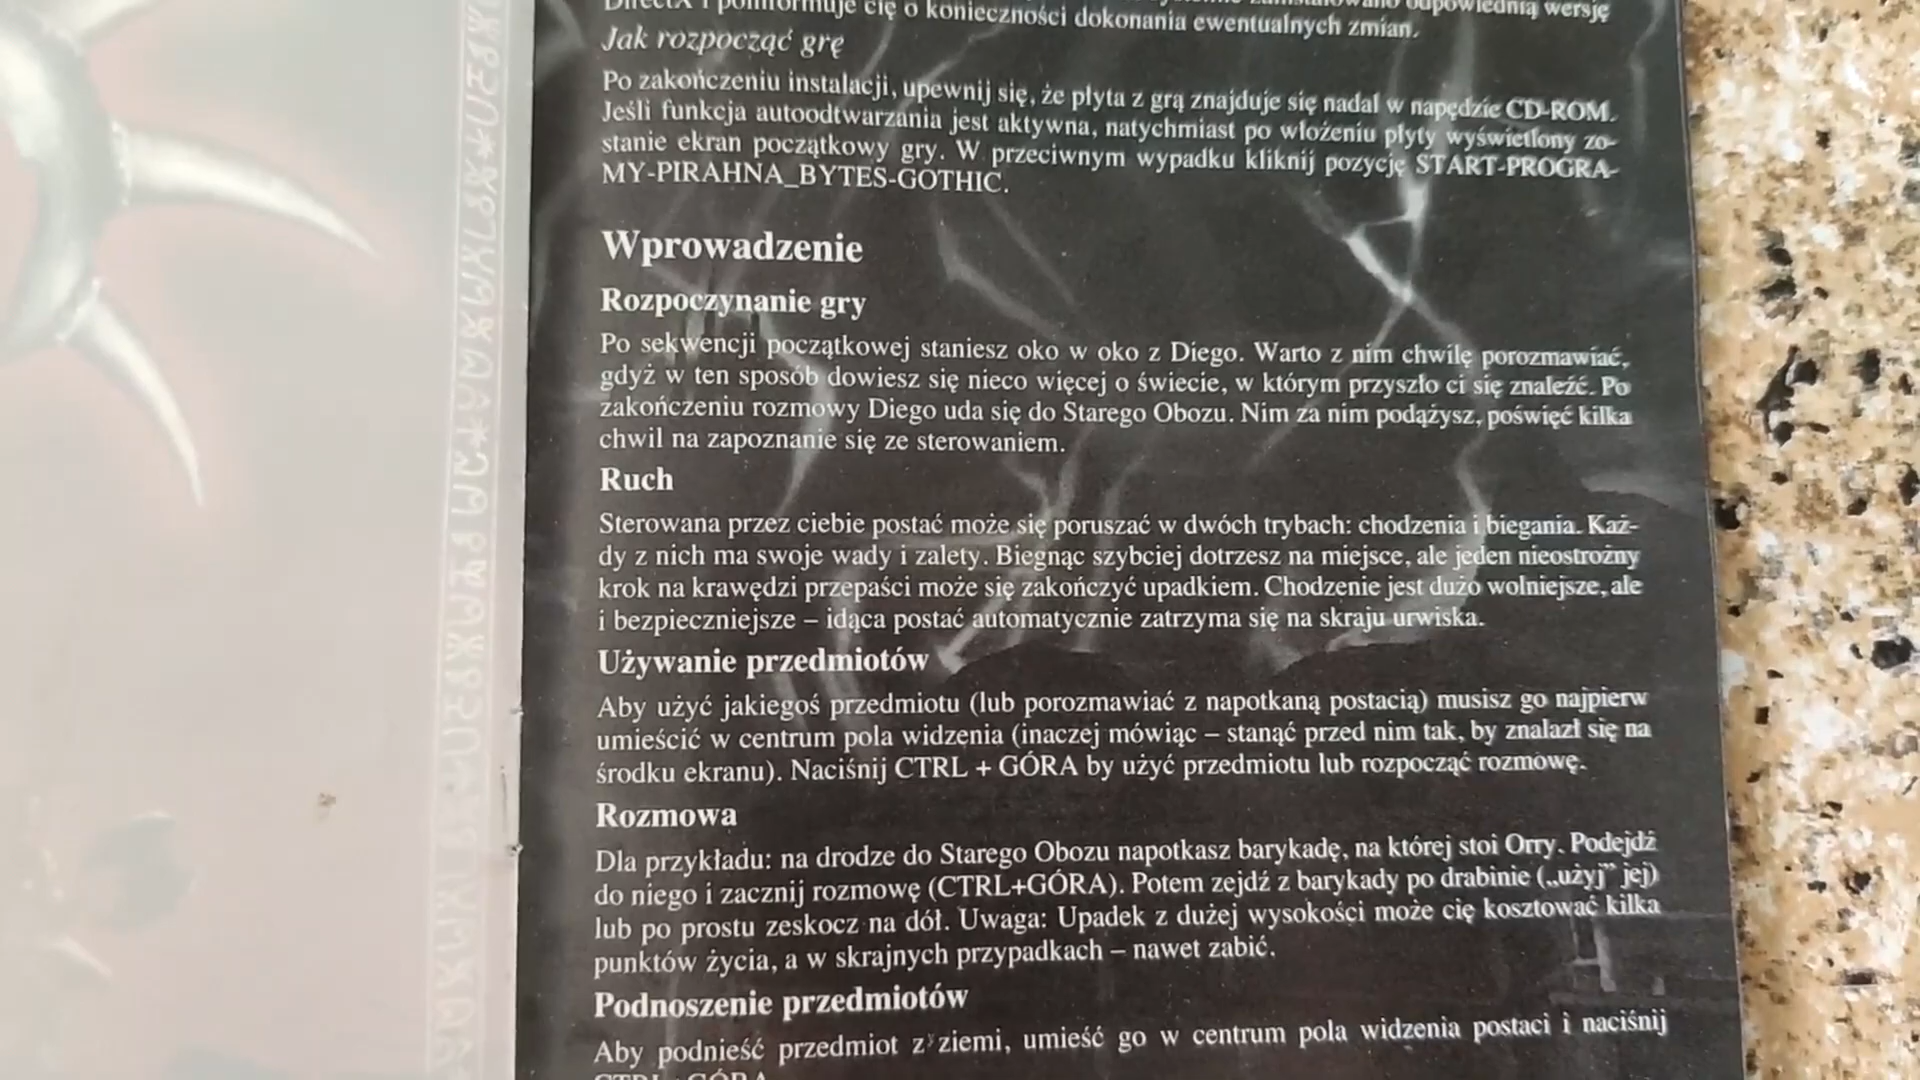 DirectX i poinformuje cię o konieczności dokonania ewentualnych zmian.
Jak rozpocząć grę
Po zakończeniu instalacji, upewnij się, że płyta z grą znajduje się nadal w napędzie CD-ROM.
Jeśli funkcja autoodtwarzania jest aktywna, natychmiast po włożeniu płyty wyświetlony zo-
stanie ekran początkowy gry. W przeciwnym wypadku kliknij pozycję START-PROGRA-
MY-PIRAHNA_BYTES-GOTHIC.
Wprowadzenie
Rozpoczynanie gry
Po sekwencji początkowej staniesz oko w oko z Diego. Warto z nim chwilę porozmawiać,
gdyż w ten sposób dowiesz się nieco więcej o świecie, w którym przyszło ci się znaleźć. Po
zakończeniu rozmowy Diego uda się do Starego Obozu. Nim za nim podążysz, poświęć kilka
chwil na zapoznanie się ze sterowaniem.
Ruch
Sterowana przez ciebie postać może się poruszać w dwóch trybach: chodzenia i biegania. Każ-
dy z nich ma swoje wady i zalety. Biegnąc szybciej dotrzesz na miejsce, ale jeden nieostrożny
krok na krawędzi przepaści może się zakończyć upadkiem. Chodzenie jest dużo wolniejsze, ale
i bezpieczniejsze – idąca postać automatycznie zatrzyma się na skraju urwiska.
Używanie przedmiotów
Aby użyć jakiegoś przedmiotu (lub porozmawiać z napotkaną postacią) musisz go najpierw
umieścić w centrum pola widzenia (inaczej mówiąc – stanąć przed nim tak, by znalazł się na
środku ekranu). Naciśnij CTRL + GÓRA by użyć przedmiotu lub rozpocząć rozmowę.
Rozmowa
Dla przykładu: na drodze do Starego Obozu napotkasz barykadę, na której stoi Orry. Podejdź
do niego i zacznij rozmowę (CTRL+GÓRA). Potem zejdź z barykady po drabinie („użyj” jej)
lub po prostu zeskocz na dół. Uwaga: Upadek z dużej wysokości może cię kosztować kilka
punktów życia, a w skrajnych przypadkach – nawet zabić.
Podnoszenie przedmiotów
Aby podnieść przedmiot z ziemi, umieść go w centrum pola widzenia postaci i naciśnij